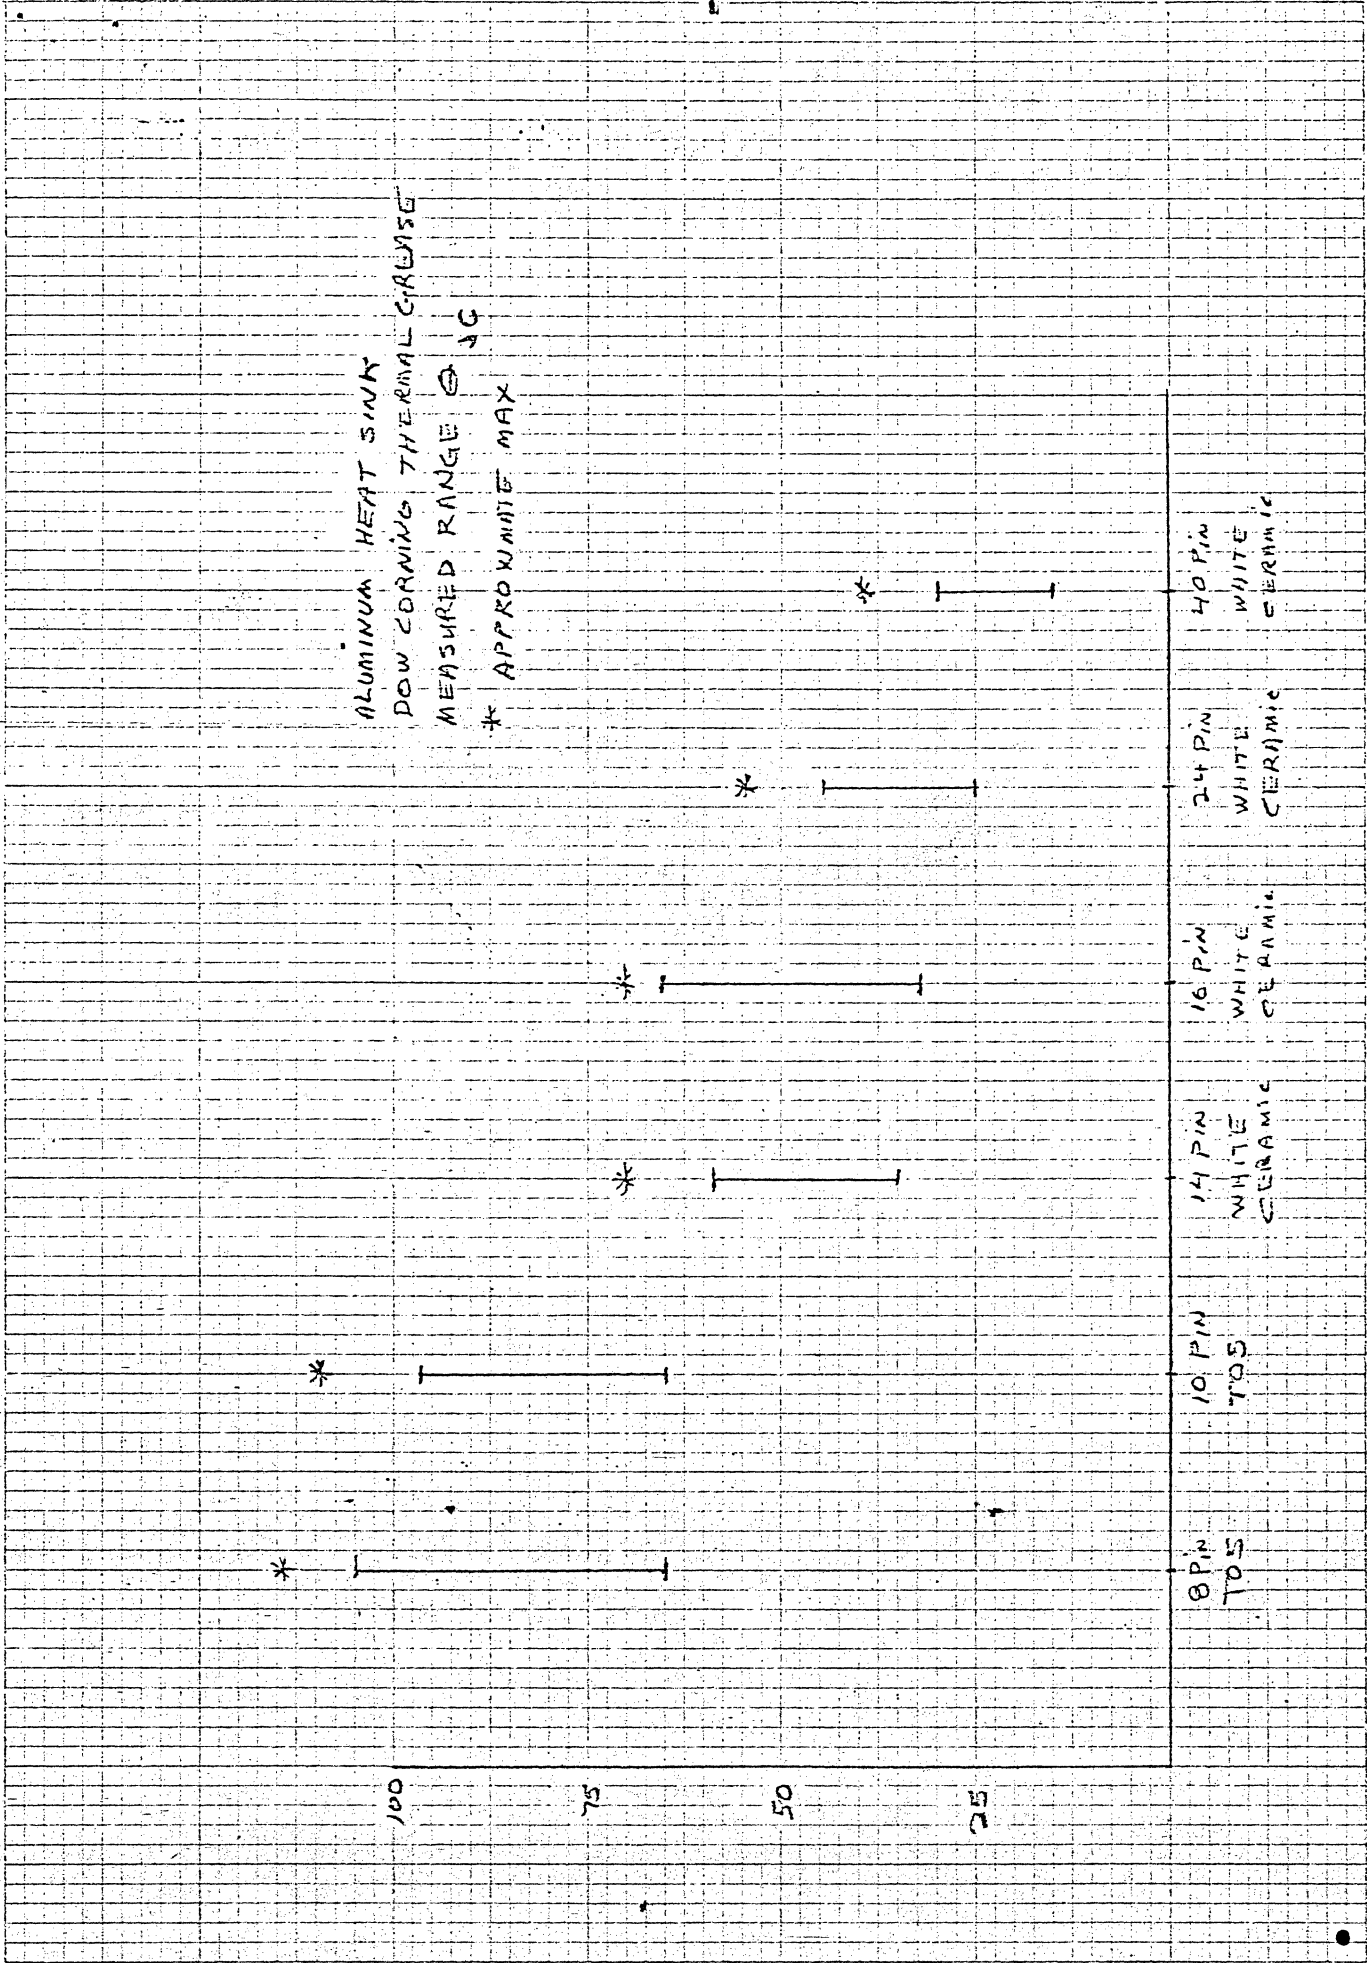 ALUMINUM HEAT SINK
DOW CORNING THERMAL GREASE
MEASURED RANGE Θ JC
* APPROXIMATE MAX
100
75
50
25
8 PIN
TO5
10 PIN
TO5
14 PIN
WHITE
CERAMIC
16 PIN
WHITE
CERAMIC
24 PIN
WHITE
CERAMIC
40 PIN
WHITE
CERAMIC